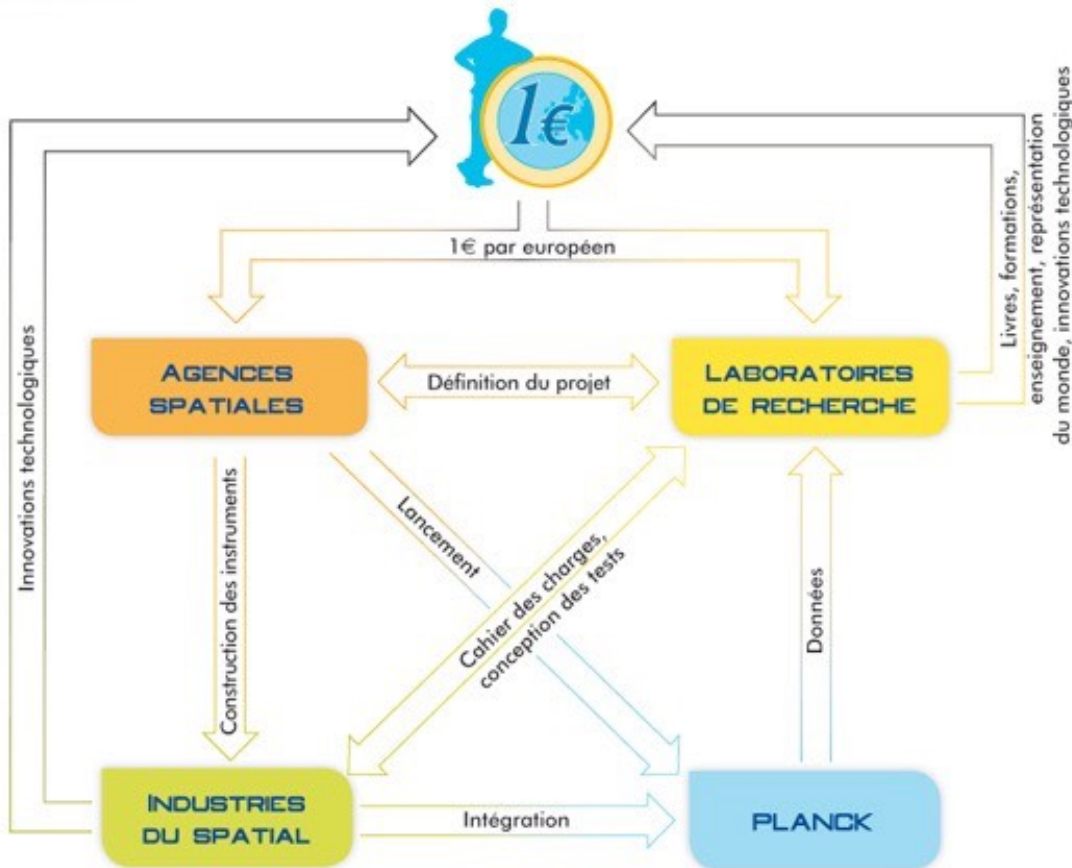 1€
1€ par européen
AGENCES
SPATIALES
Définition du projet
LABORATOIRES
DE RECHERCHE
Livres, formations,
enseignement, représentation
du monde, innovations technologiques
Innovations technologiques
Construction des instruments
Lancement
Cahier des charges,
conception des tests
Données
INDUSTRIES
DU SPATIAL
Intégration
PLANCK